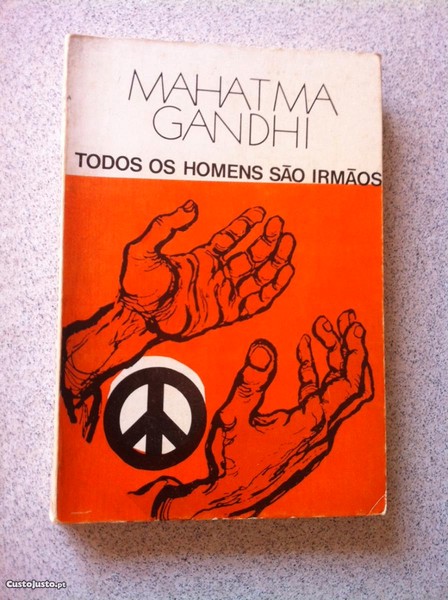 MAHATMA
GANDHI
TODOS OS HOMENS SÃO IRMÃOS
CustoJusto.pt